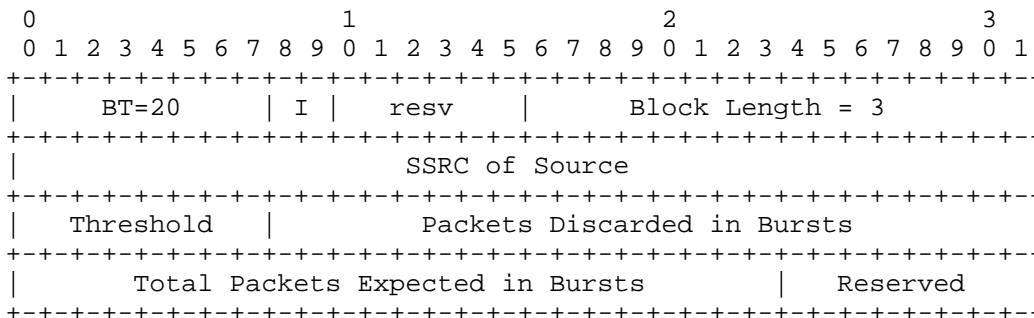 0                   1                   2                   3
 0 1 2 3 4 5 6 7 8 9 0 1 2 3 4 5 6 7 8 9 0 1 2 3 4 5 6 7 8 9 0 1
+-+-+-+-+-+-+-+-+-+-+-+-+-+-+-+-+-+-+-+-+-+-+-+-+-+-+-+-+-+-+-+-
|     BT=20     | I |   resv    |      Block Length = 3
+-+-+-+-+-+-+-+-+-+-+-+-+-+-+-+-+-+-+-+-+-+-+-+-+-+-+-+-+-+-+-+-
|                        SSRC of Source
+-+-+-+-+-+-+-+-+-+-+-+-+-+-+-+-+-+-+-+-+-+-+-+-+-+-+-+-+-+-+-+-
|   Threshold   |         Packets Discarded in Bursts
+-+-+-+-+-+-+-+-+-+-+-+-+-+-+-+-+-+-+-+-+-+-+-+-+-+-+-+-+-+-+-+-
|       Total Packets Expected in Bursts        |   Reserved
+-+-+-+-+-+-+-+-+-+-+-+-+-+-+-+-+-+-+-+-+-+-+-+-+-+-+-+-+-+-+-+-